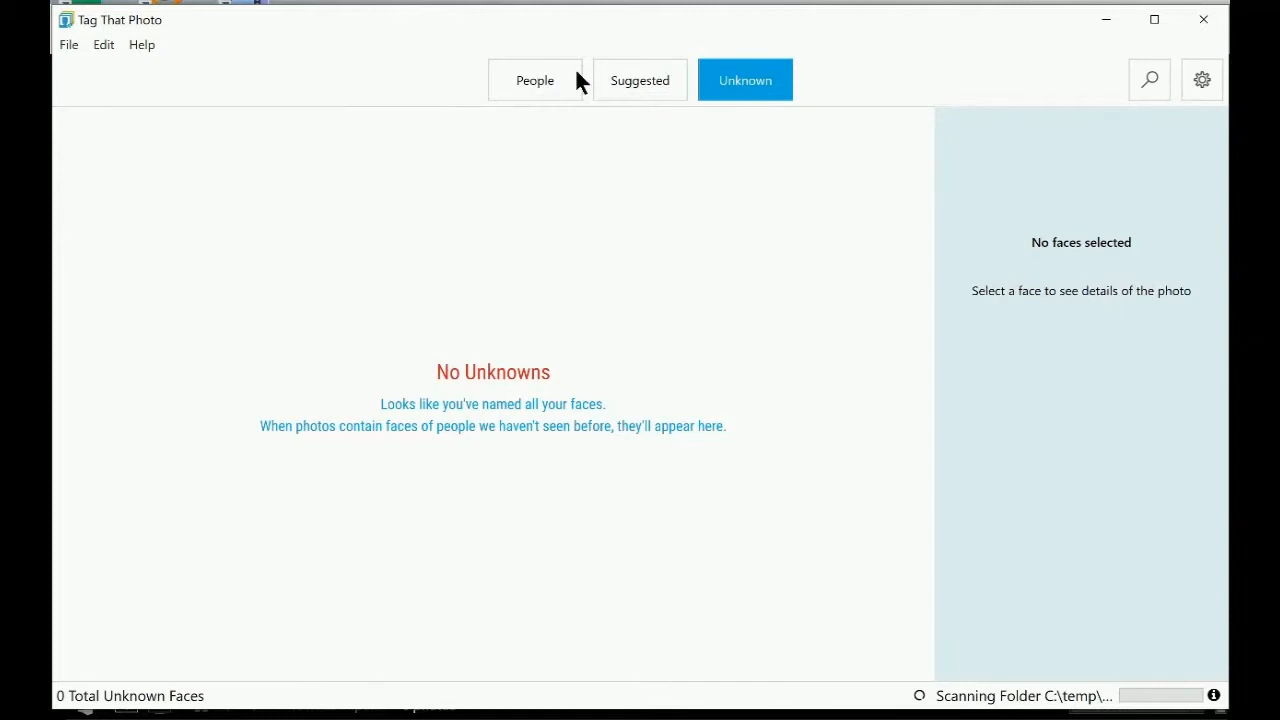 Tag That Photo
File Edit Help
People Suggested Unknown
No faces selected
Select a face to see details of the photo
No Unknowns
Looks like you've named all your faces.
When photos contain faces of people we haven't seen before, they'll appear here.
0 Total Unknown Faces
Scanning Folder C:\temp\...